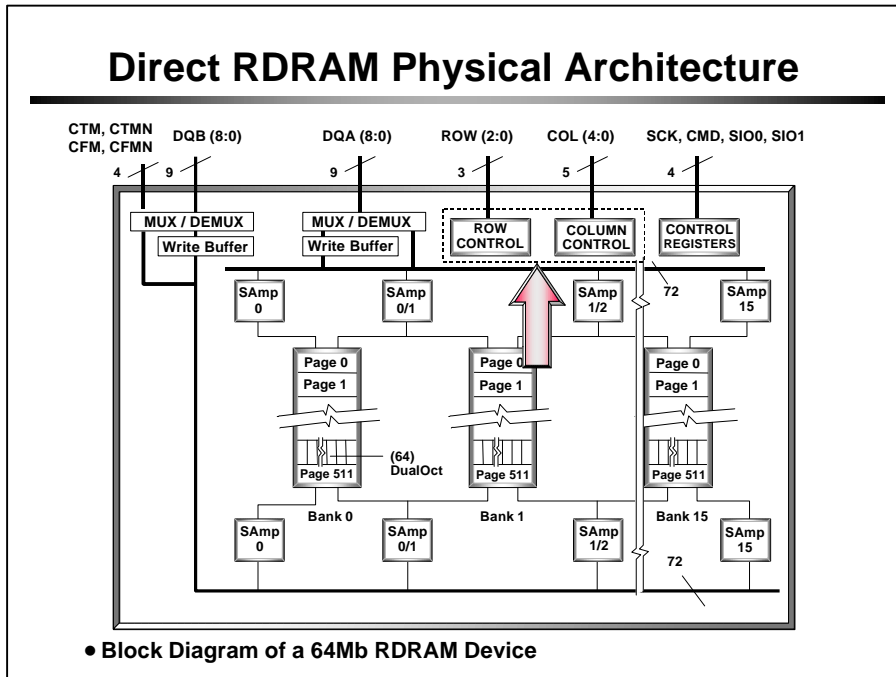 Direct RDRAM Physical Architecture
CTM, CTMN
CFM, CFMN
DQB (8:0)
DQA (8:0)
ROW (2:0)
COL (4:0)
SCK, CMD, SIO0, SIO1
4
9
9
3
5
4
MUX / DEMUX
Write Buffer
MUX / DEMUX
Write Buffer
ROW
CONTROL
COLUMN
CONTROL
CONTROL
REGISTERS
72
SAmp
0
SAmp
0/1
SAmp
1/2
SAmp
15
Page 0
Page 1
Page 0
Page 1
Page 0
Page 1
(64)
DualOct
Page 511
Page 511
Page 511
Bank 0
Bank 1
Bank 15
SAmp
0
SAmp
0/1
SAmp
1/2
SAmp
15
72
● Block Diagram of a 64Mb RDRAM Device